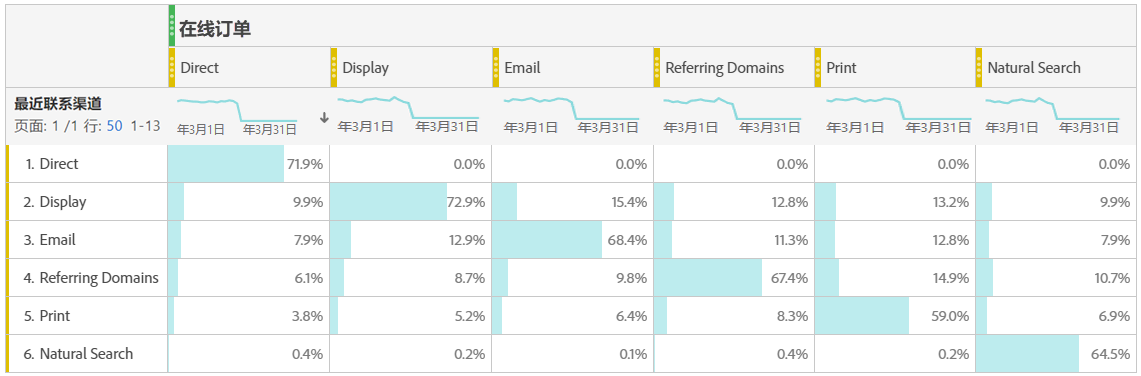 在线订单
Direct Display Email Referring Domains Print Natural Search
最近联系渠道
页面: 1 /1 行: 50 1-13
年3月1日 年3月31日 年3月1日 年3月31日 年3月1日 年3月31日 年3月1日 年3月31日 年3月1日 年3月31日 年3月1日 年3月31日
1. Direct 71.9% 0.0% 0.0% 0.0% 0.0% 0.0%
2. Display 9.9% 72.9% 15.4% 12.8% 13.2% 9.9%
3. Email 7.9% 12.9% 68.4% 11.3% 12.8% 7.9%
4. Referring Domains 6.1% 8.7% 9.8% 67.4% 14.9% 10.7%
5. Print 3.8% 5.2% 6.4% 8.3% 59.0% 6.9%
6. Natural Search 0.4% 0.2% 0.1% 0.4% 0.2% 64.5%